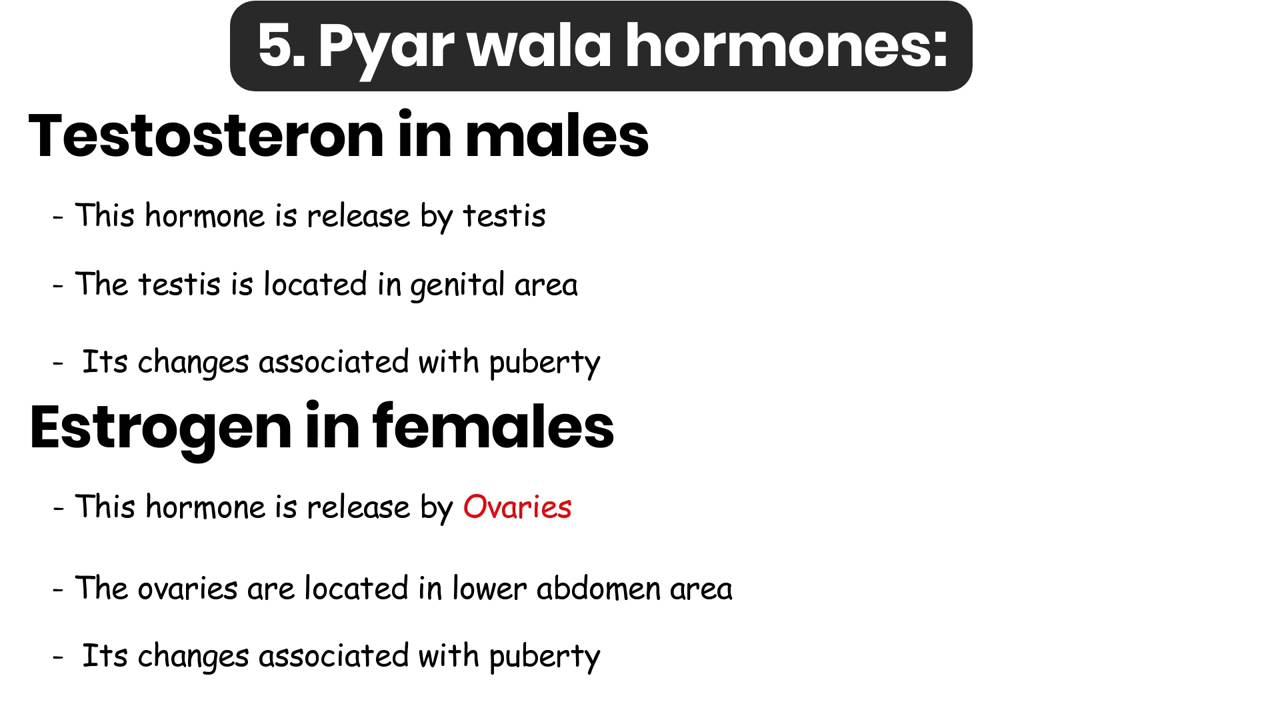 5. Pyar wala hormones:
Testosteron in males
- This hormone is release by testis
- The testis is located in genital area
- Its changes associated with puberty
Estrogen in females
- This hormone is release by Ovaries
- The ovaries are located in lower abdomen area
- Its changes associated with puberty